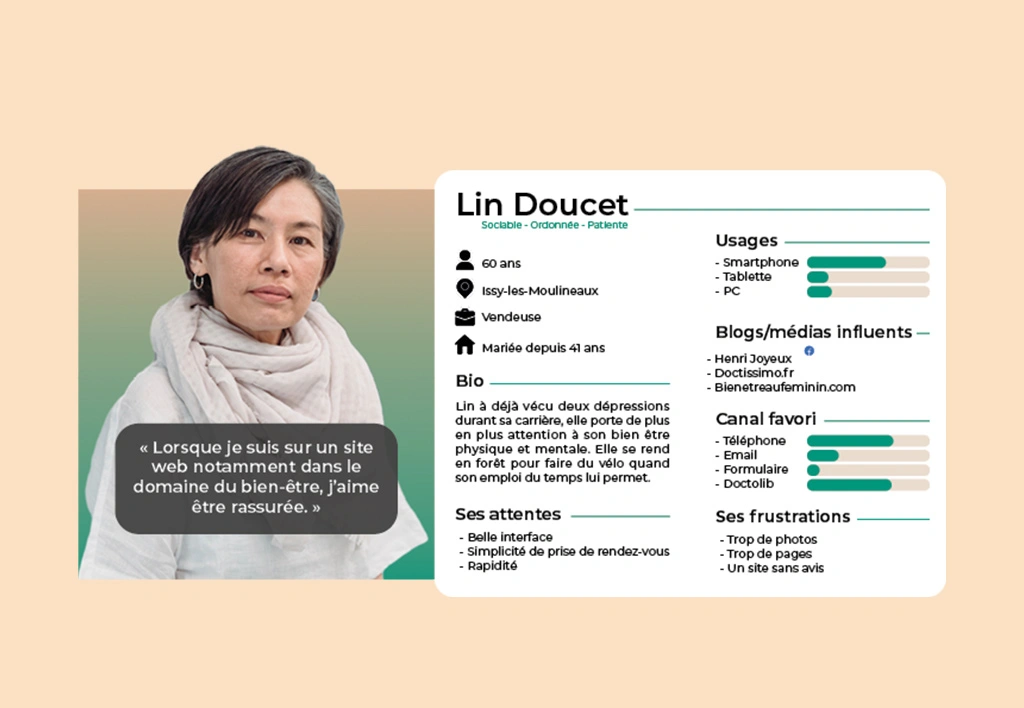 « Lorsque je suis sur un site
web notamment dans le
domaine du bien-être, j'aime
être rassurée. »
Lin Doucet
Sociable - Ordonnée - Patiente
60 ans
Issy-les-Moulineaux
Vendeuse
Mariée depuis 41 ans
Bio
Lin à déjà vécu deux dépressions
durant sa carrière, elle porte de plus
en plus attention à son bien être
physique et mentale. Elle se rend
en forêt pour faire du vélo quand
son emploi du temps lui permet.
Ses attentes
- Belle interface
- Simplicité de prise de rendez-vous
- Rapidité
Usages
- Smartphone
- Tablette
- PC
Blogs/médias influents
- Henri Joyeux
- Doctissimo.fr
- Bienetreaufeminin.com
Canal favori
- Téléphone
- Email
- Formulaire
- Doctolib
Ses frustrations
- Trop de photos
- Trop de pages
- Un site sans avis